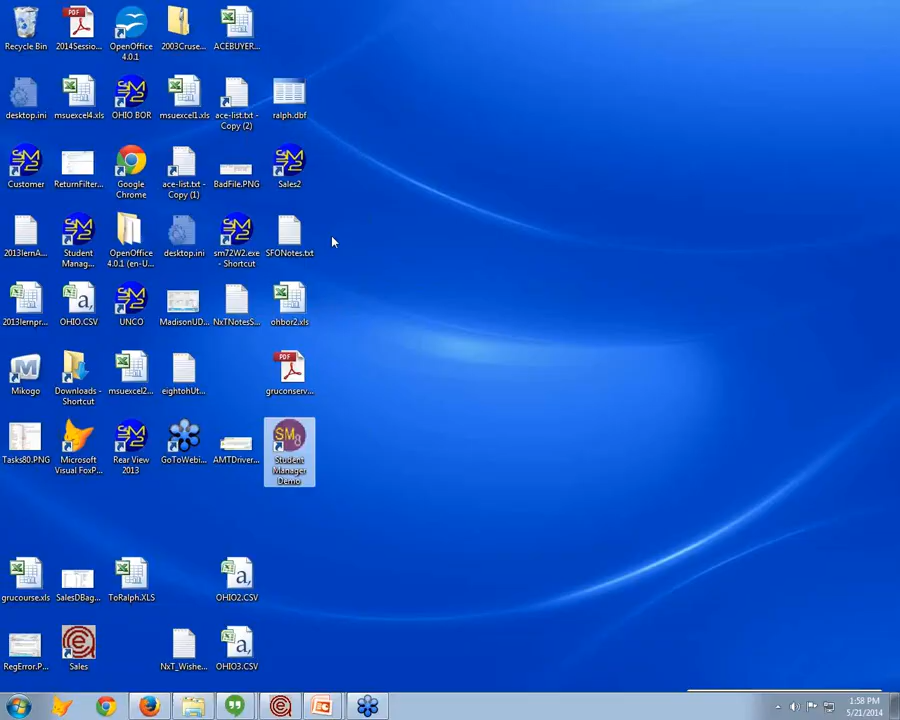 Recycle Bin
2014Sessio...
OpenOffice 4.0.1
2003Cruse...
ACEBUYER...
desktop.ini
msuexcel4.xls
OHIO BOR
msuexcel1.xls
ace-list.txt - Copy (2)
ralph.dbf
Customer
ReturnFilter...
Google Chrome
ace-list.txt - Copy (1)
BadFile.PNG
Sales2
2013lernA...
Student Manag...
OpenOffice 4.0.1 (en-U...
desktop.ini
sm72W2.exe - Shortcut
SFONotes.txt
2013lernpr...
OHIO.CSV
UNCO
MadisonUD...
NxTNotesS...
ohbor2.xls
Mikogo
Downloads - Shortcut
msuexcel2...
eightohUt...
gruconserv...
Tasks80.PNG
Microsoft Visual FoxP...
Rear View 2013
GoToWebi...
AMTDriver...
SM8
Student Manager Demo
grucourse.xls
SalesDBag...
ToRalph.XLS
OHIO2.CSV
RegError.P...
Sales
NxT_Wishe...
OHIO3.CSV
1:58 PM
5/21/2014